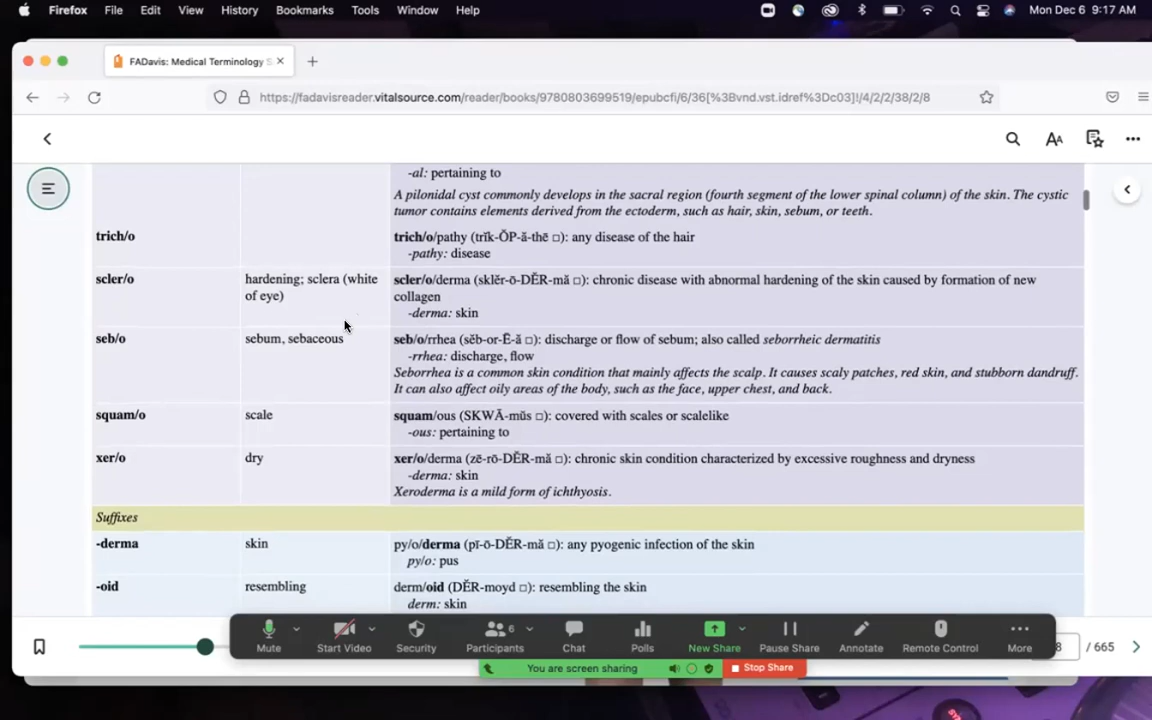 Firefox File Edit View History Bookmarks Tools Window Help Mon Dec 6 9:17 AM
FADavis: Medical Terminology S
https://fadavisreader.vitalsource.com/reader/books/9780803699519/epubcfi/6/36[%3Bvnd.vst.idref%3Dc03]!/4/2/2/38/2/8
AA
-al: pertaining to
A pilonidal cyst commonly develops in the sacral region (fourth segment of the lower spinal column) of the skin. The cystic
tumor contains elements derived from the ectoderm, such as hair, skin, sebum, or teeth.
trich/o trich/o/pathy (trĭk-ŎP-ă-thē □): any disease of the hair
-pathy: disease
scler/o hardening; sclera (white scler/o/derma (sklĕr-ō-DĔR-mă □): chronic disease with abnormal hardening of the skin caused by formation of new
of eye) collagen
-derma: skin
seb/o sebum, sebaceous seb/o/rrhea (sĕb-or-Ē-ă □): discharge or flow of sebum; also called seborrheic dermatitis
-rrhea: discharge, flow
Seborrhea is a common skin condition that mainly affects the scalp. It causes scaly patches, red skin, and stubborn dandruff.
It can also affect oily areas of the body, such as the face, upper chest, and back.
squam/o scale squam/ous (SKWĀ-mŭs □): covered with scales or scalelike
-ous: pertaining to
xer/o dry xer/o/derma (zē-rō-DĔR-mă □): chronic skin condition characterized by excessive roughness and dryness
-derma: skin
Xeroderma is a mild form of ichthyosis.
Suffixes
-derma skin py/o/derma (pī-ō-DĔR-mă □): any pyogenic infection of the skin
py/o: pus
-oid resembling derm/oid (DĔR-moyd □): resembling the skin
derm: skin
6
Mute Start Video Security Participants Chat Polls New Share Pause Share Annotate Remote Control More 8 / 665
You are screen sharing Stop Share